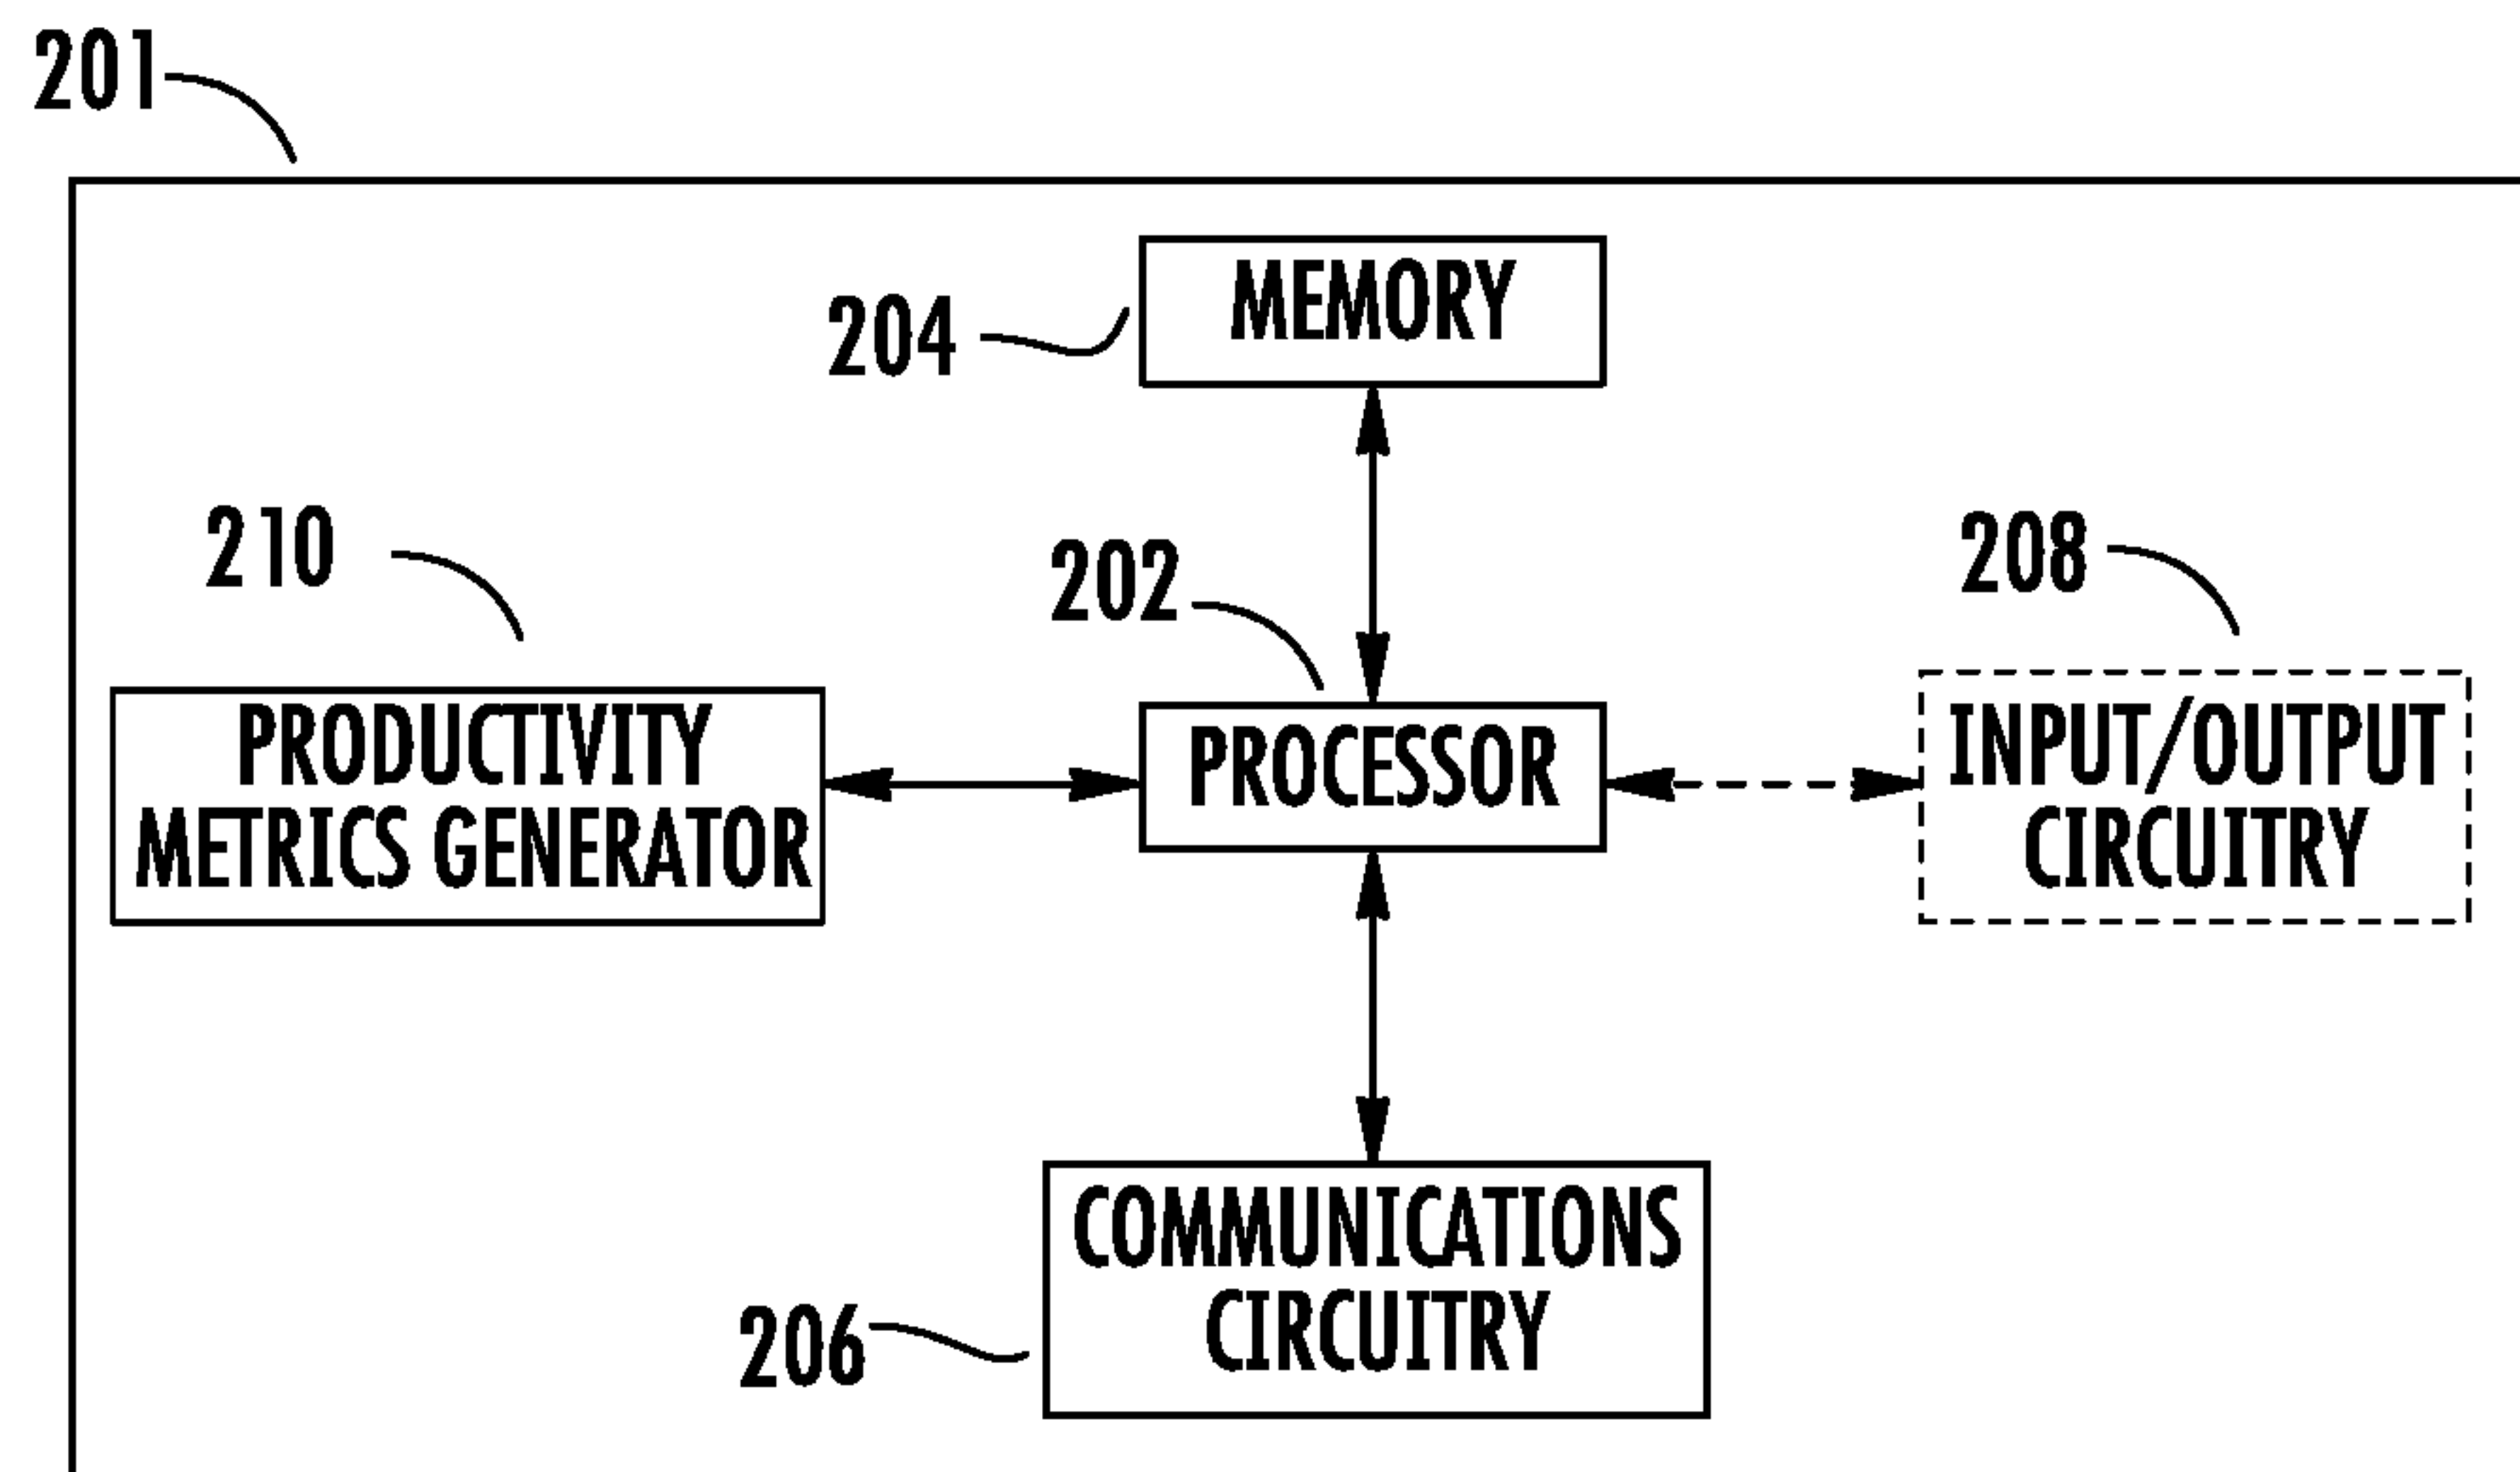 201
MEMORY
204
210
202
208
PRODUCTIVITY
METRICS GENERATOR
PROCESSOR
INPUT/OUTPUT
CIRCUITRY
COMMUNICATIONS
CIRCUITRY
206